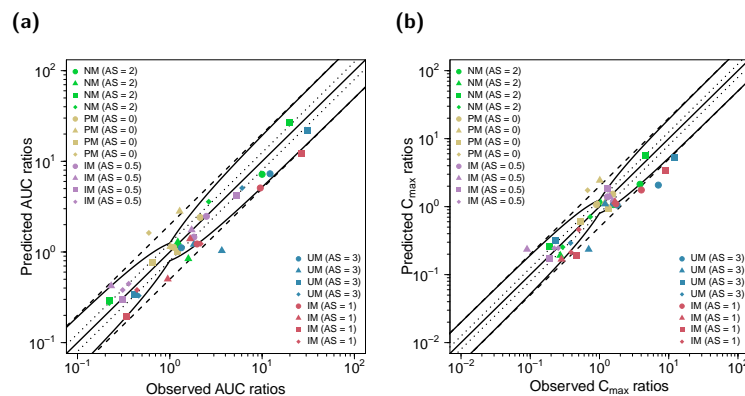 (a)
(b)
10²
10¹
10⁰
10⁻¹
Predicted AUC ratios
NM (AS = 2)
NM (AS = 2)
NM (AS = 2)
NM (AS = 2)
PM (AS = 0)
PM (AS = 0)
PM (AS = 0)
PM (AS = 0)
IM (AS = 0.5)
IM (AS = 0.5)
IM (AS = 0.5)
IM (AS = 0.5)
UM (AS = 3)
UM (AS = 3)
UM (AS = 3)
UM (AS = 3)
IM (AS = 1)
IM (AS = 1)
IM (AS = 1)
IM (AS = 1)
10⁻¹ 10⁰ 10¹ 10²
Observed AUC ratios
10²
10¹
10⁰
10⁻¹
10⁻²
Predicted Cmax ratios
NM (AS = 2)
NM (AS = 2)
NM (AS = 2)
NM (AS = 2)
PM (AS = 0)
PM (AS = 0)
PM (AS = 0)
PM (AS = 0)
IM (AS = 0.5)
IM (AS = 0.5)
IM (AS = 0.5)
IM (AS = 0.5)
UM (AS = 3)
UM (AS = 3)
UM (AS = 3)
UM (AS = 3)
IM (AS = 1)
IM (AS = 1)
IM (AS = 1)
IM (AS = 1)
10⁻² 10⁻¹ 10⁰ 10¹ 10²
Observed Cmax ratios